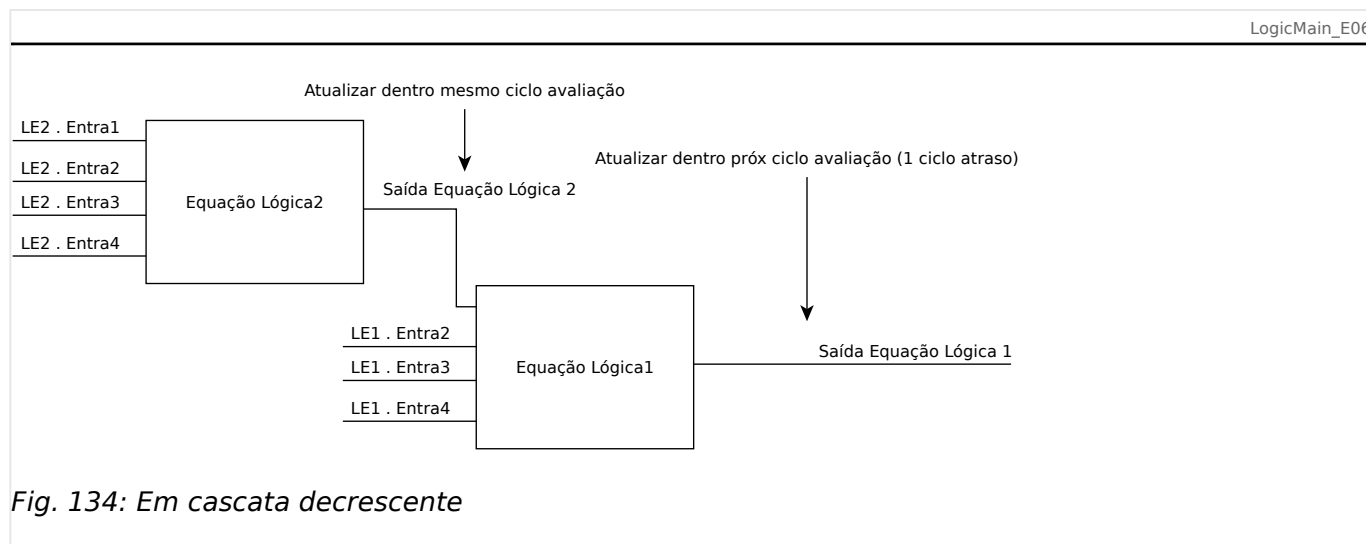 LogicMain_E06
Atualizar dentro mesmo ciclo avaliação
LE2 . Entra1
Atualizar dentro próx ciclo avaliação (1 ciclo atraso)
LE2 . Entra2
Saída Equação Lógica 2
LE2 . Entra3
Equação Lógica2
LE2 . Entra4
LE1 . Entra2
Saída Equação Lógica 1
LE1 . Entra3
Equação Lógica1
LE1 . Entra4
Fig. 134: Em cascata decrescente